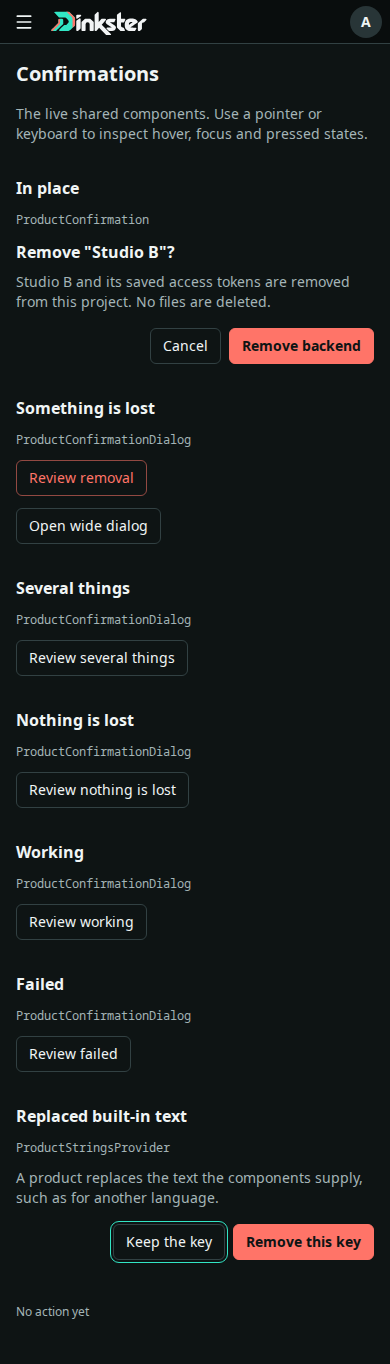 ☰ Dinkster A
Confirmations
The live shared components. Use a pointer or
keyboard to inspect hover, focus and pressed states.
In place
ProductConfirmation
Remove "Studio B"?
Studio B and its saved access tokens are removed
from this project. No files are deleted.
Cancel Remove backend
Something is lost
ProductConfirmationDialog
Review removal
Open wide dialog
Several things
ProductConfirmationDialog
Review several things
Nothing is lost
ProductConfirmationDialog
Review nothing is lost
Working
ProductConfirmationDialog
Review working
Failed
ProductConfirmationDialog
Review failed
Replaced built-in text
ProductStringsProvider
A product replaces the text the components supply,
such as for another language.
Keep the key Remove this key
No action yet